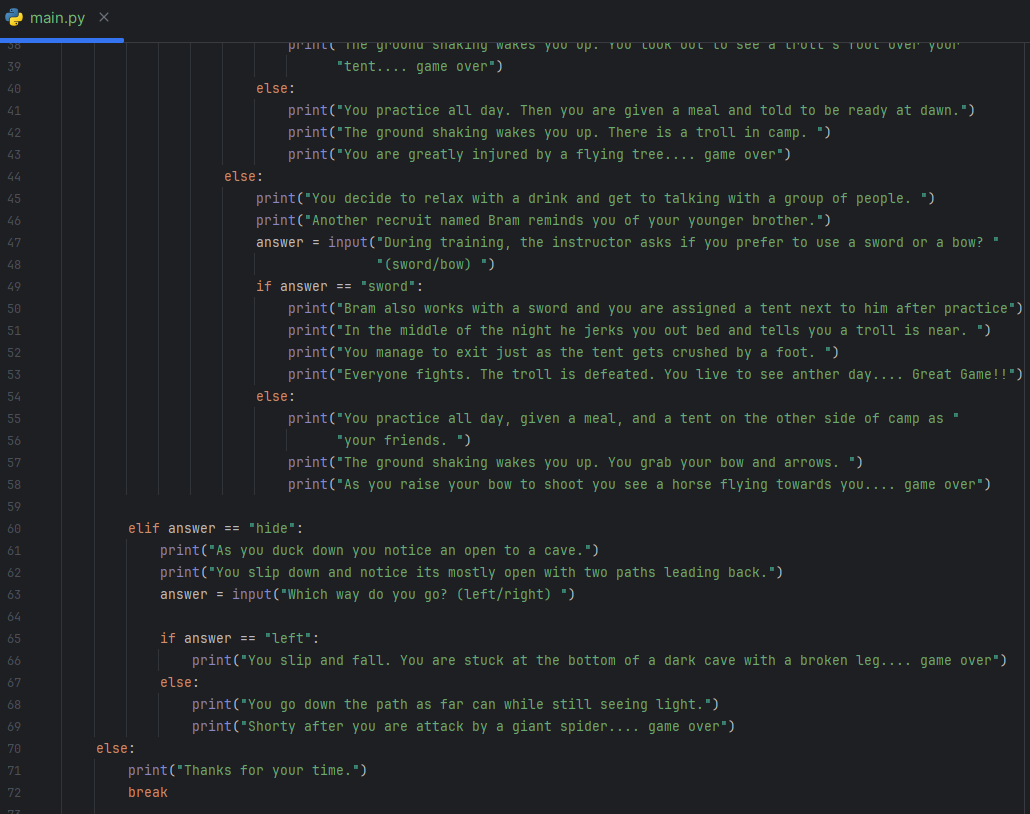 main.py
38 print("The ground shaking wakes you up. You look out to see a troll's foot over your "
39 "tent.... game over")
40 else:
41 print("You practice all day. Then you are given a meal and told to be ready at dawn.")
42 print("The ground shaking wakes you up. There is a troll in camp. ")
43 print("You are greatly injured by a flying tree.... game over")
44 else:
45 print("You decide to relax with a drink and get to talking with a group of people. ")
46 print("Another recruit named Bram reminds you of your younger brother.")
47 answer = input("During training, the instructor asks if you prefer to use a sword or a bow? "
48 "(sword/bow) ")
49 if answer == "sword":
50 print("Bram also works with a sword and you are assigned a tent next to him after practice")
51 print("In the middle of the night he jerks you out bed and tells you a troll is near. ")
52 print("You manage to exit just as the tent gets crushed by a foot. ")
53 print("Everyone fights. The troll is defeated. You live to see anther day.... Great Game!!")
54 else:
55 print("You practice all day, given a meal, and a tent on the other side of camp as "
56 "your friends. ")
57 print("The ground shaking wakes you up. You grab your bow and arrows. ")
58 print("As you raise your bow to shoot you see a horse flying towards you.... game over")
59
60 elif answer == "hide":
61 print("As you duck down you notice an open to a cave.")
62 print("You slip down and notice its mostly open with two paths leading back.")
63 answer = input("Which way do you go? (left/right) ")
64
65 if answer == "left":
66 print("You slip and fall. You are stuck at the bottom of a dark cave with a broken leg.... game over")
67 else:
68 print("You go down the path as far can while still seeing light.")
69 print("Shorty after you are attack by a giant spider.... game over")
70 else:
71 print("Thanks for your time.")
72 break
73